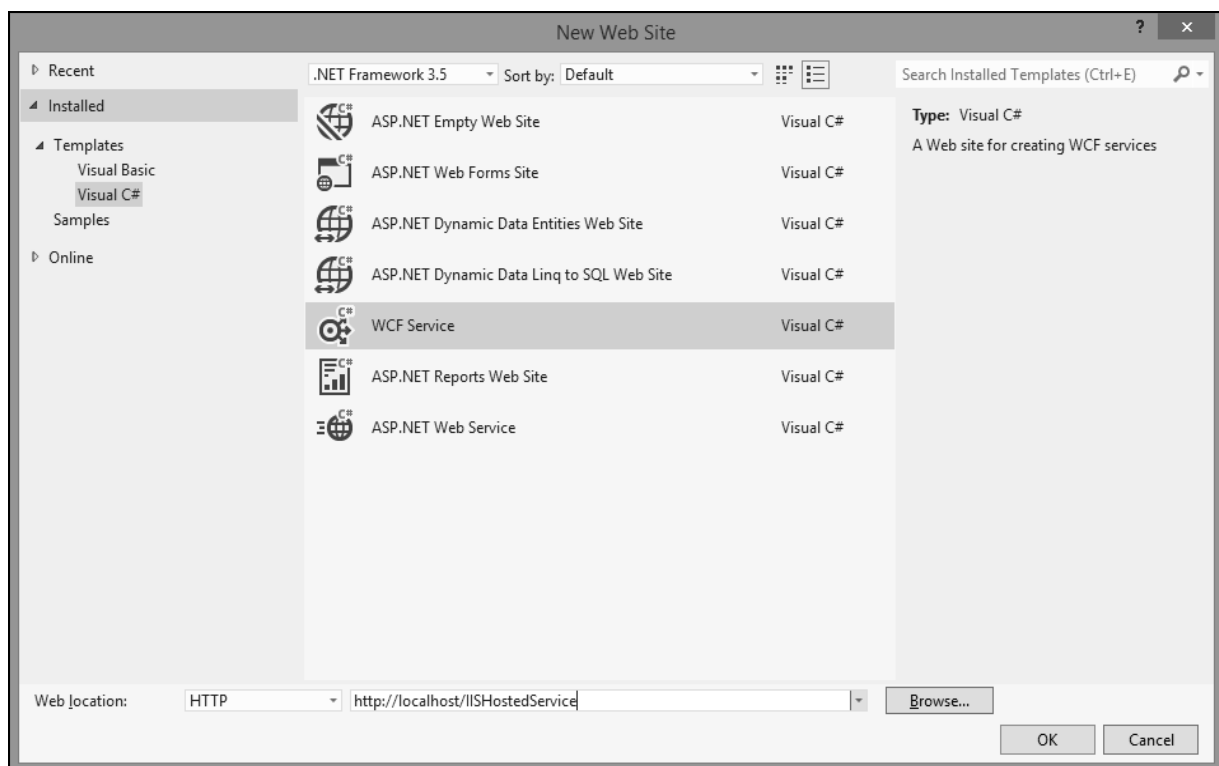 New Web Site
? ×
Recent
Installed
Templates
Visual Basic
Visual C#
Samples
Online
.NET Framework 3.5 Sort by: Default
ASP.NET Empty Web Site Visual C#
ASP.NET Web Forms Site Visual C#
ASP.NET Dynamic Data Entities Web Site Visual C#
ASP.NET Dynamic Data Linq to SQL Web Site Visual C#
WCF Service Visual C#
ASP.NET Reports Web Site Visual C#
ASP.NET Web Service Visual C#
Search Installed Templates (Ctrl+E)
Type: Visual C#
A Web site for creating WCF services
Web location: HTTP http://localhost/IISHostedService Browse...
OK Cancel